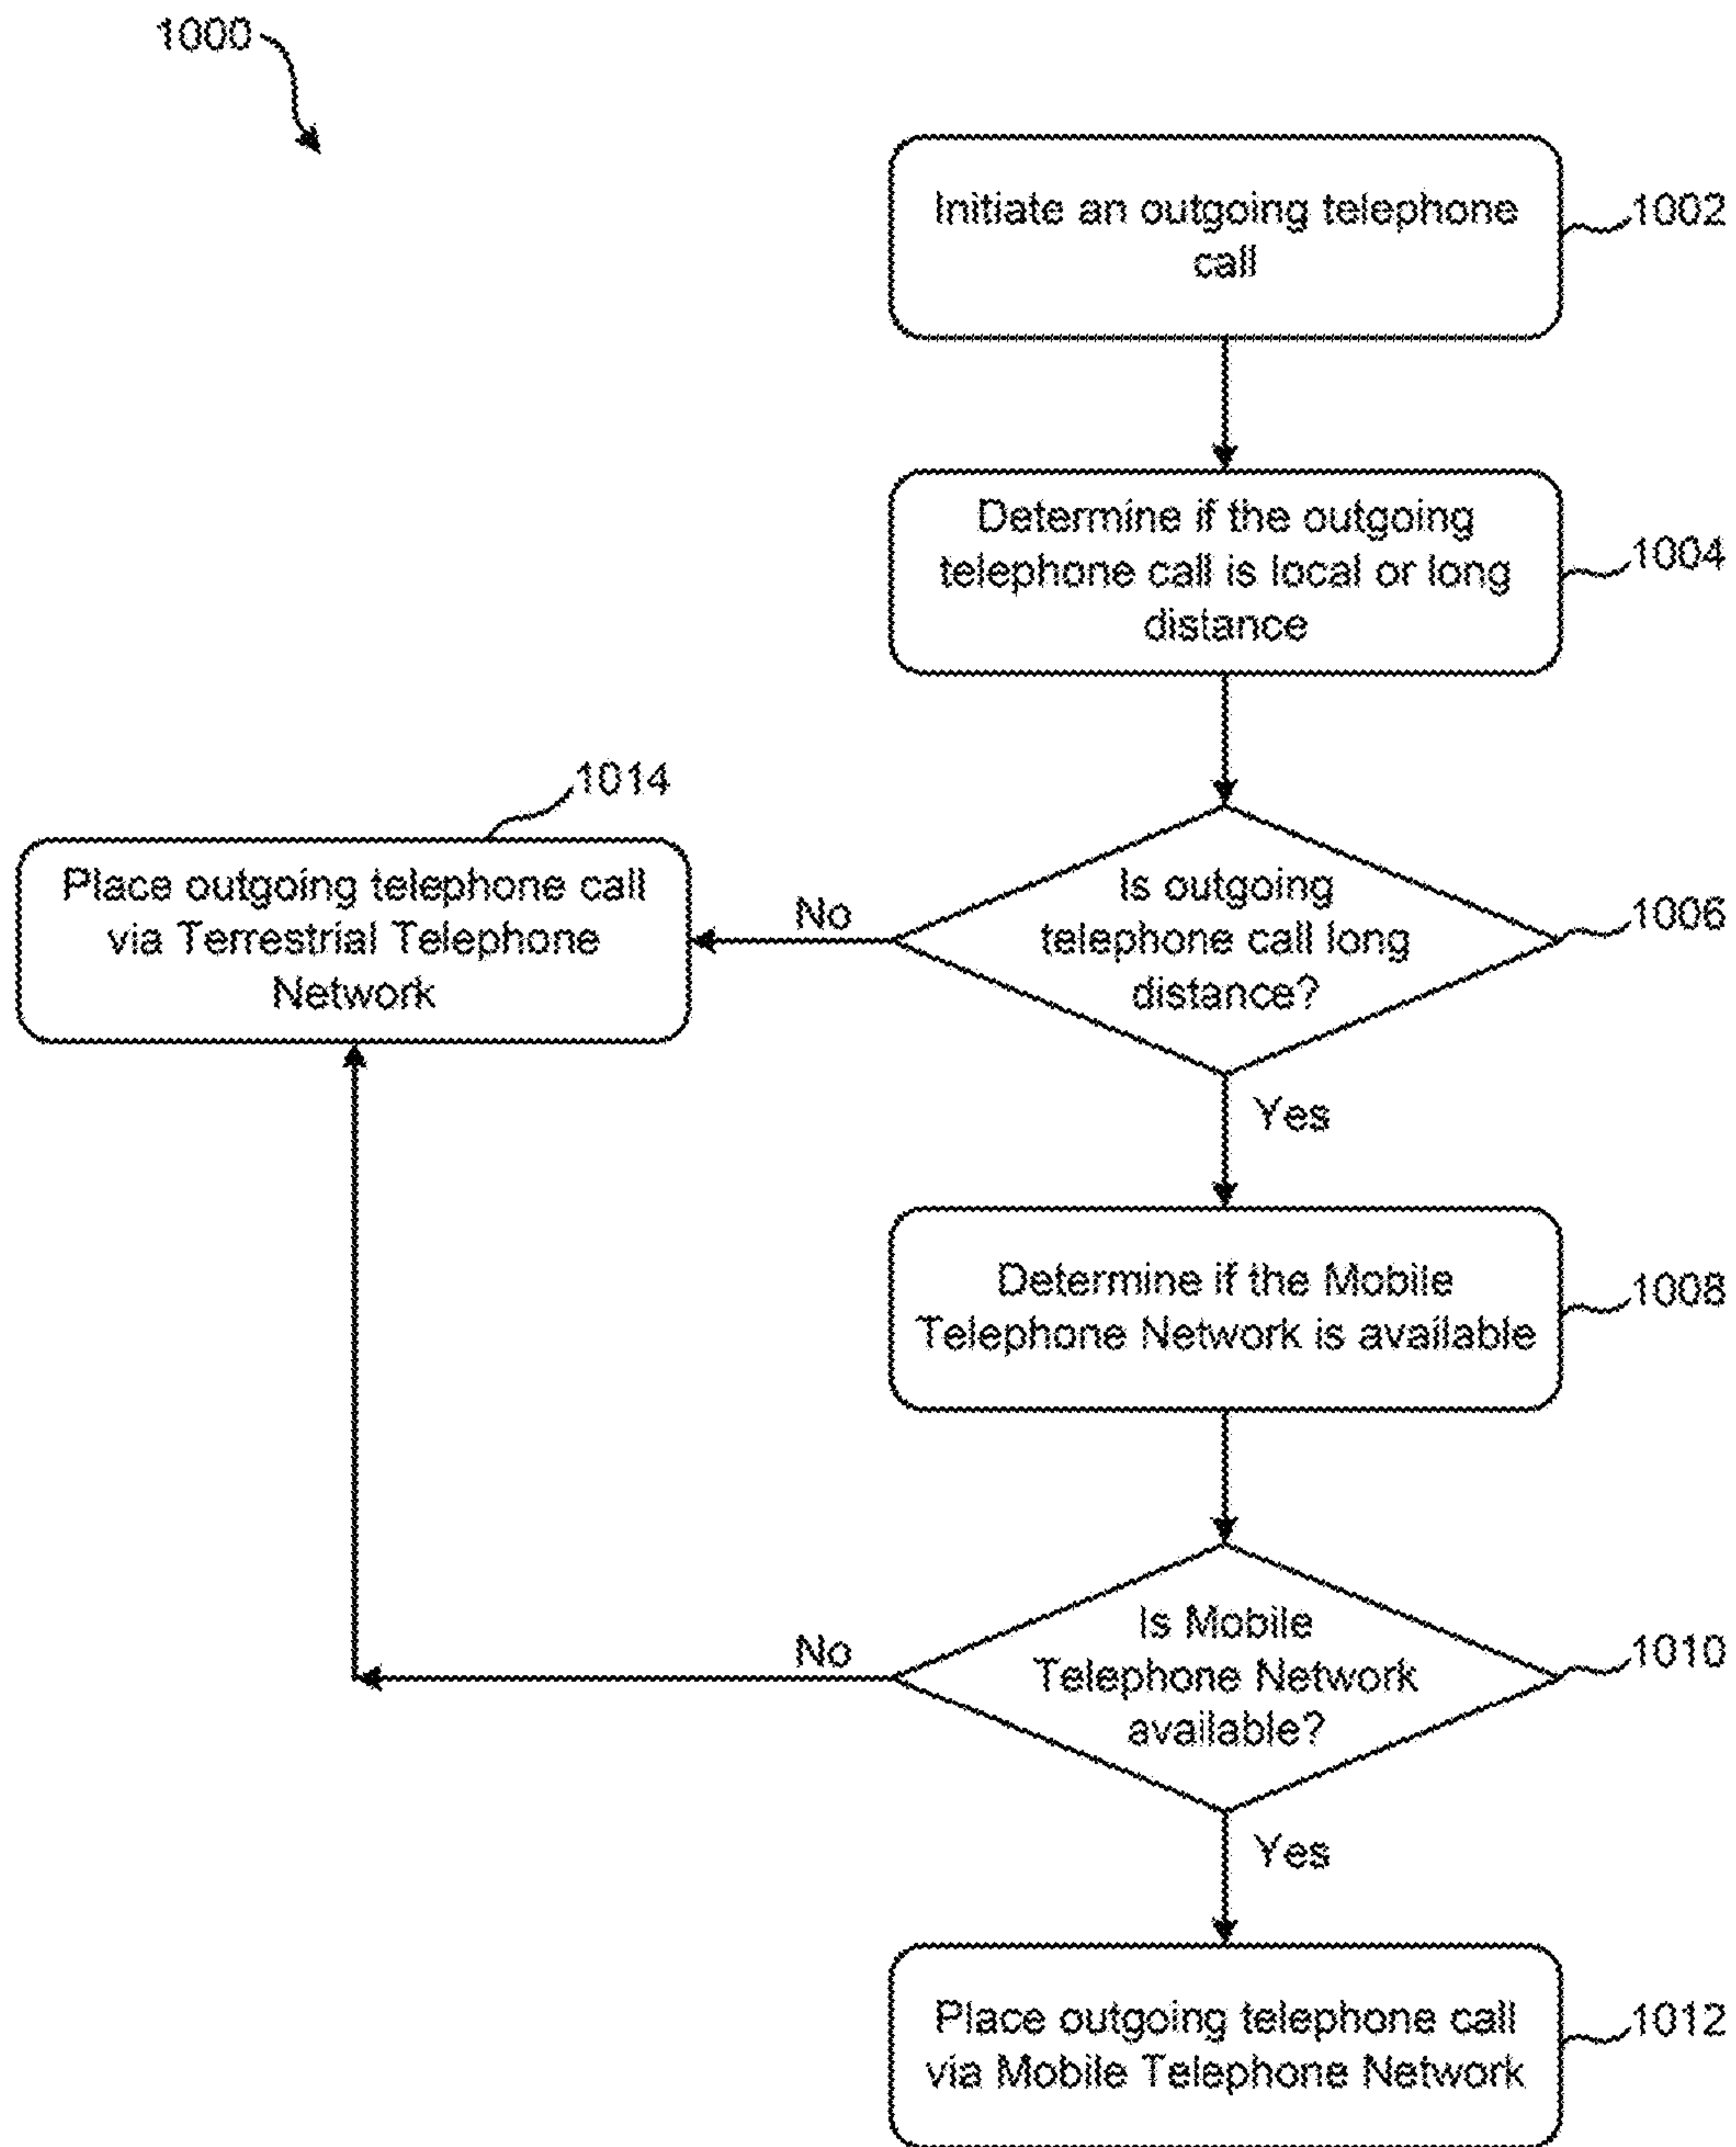 1000
Initiate an outgoing telephone
call
1002
Determine if the outgoing
telephone call is local or long
distance
1004
1014
Place outgoing telephone call
via Terrestrial Telephone
Network
No
Is outgoing
telephone call long
distance?
1006
Yes
Determine if the Mobile
Telephone Network is available
1008
No
Is Mobile
Telephone Network
available?
1010
Yes
Place outgoing telephone call
via Mobile Telephone Network
1012